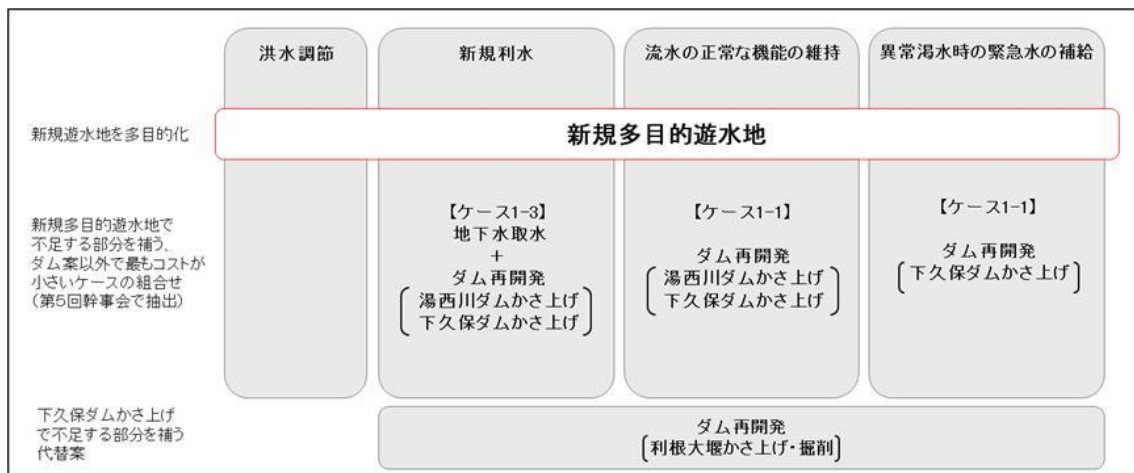 洪水調節
新規利水
流水の正常な機能の維持
異常渇水時の緊急水の補給
新規遊水地を多目的化
新規多目的遊水地
新規多目的遊水地で
不足する部分を補う、
ダム案以外で最もコストが
小さいケースの組合せ
(第5回幹事会で抽出)
【ケース1-3】
地下水取水
+
ダム再開発
湯西川ダムかさ上げ
下久保ダムかさ上げ
【ケース1-1】
ダム再開発
湯西川ダムかさ上げ
下久保ダムかさ上げ
【ケース1-1】
ダム再開発
[下久保ダムかさ上げ]
下久保ダムかさ上げ
で不足する部分を補う
代替案
ダム再開発
[利根大堰かさ上げ・掘削]